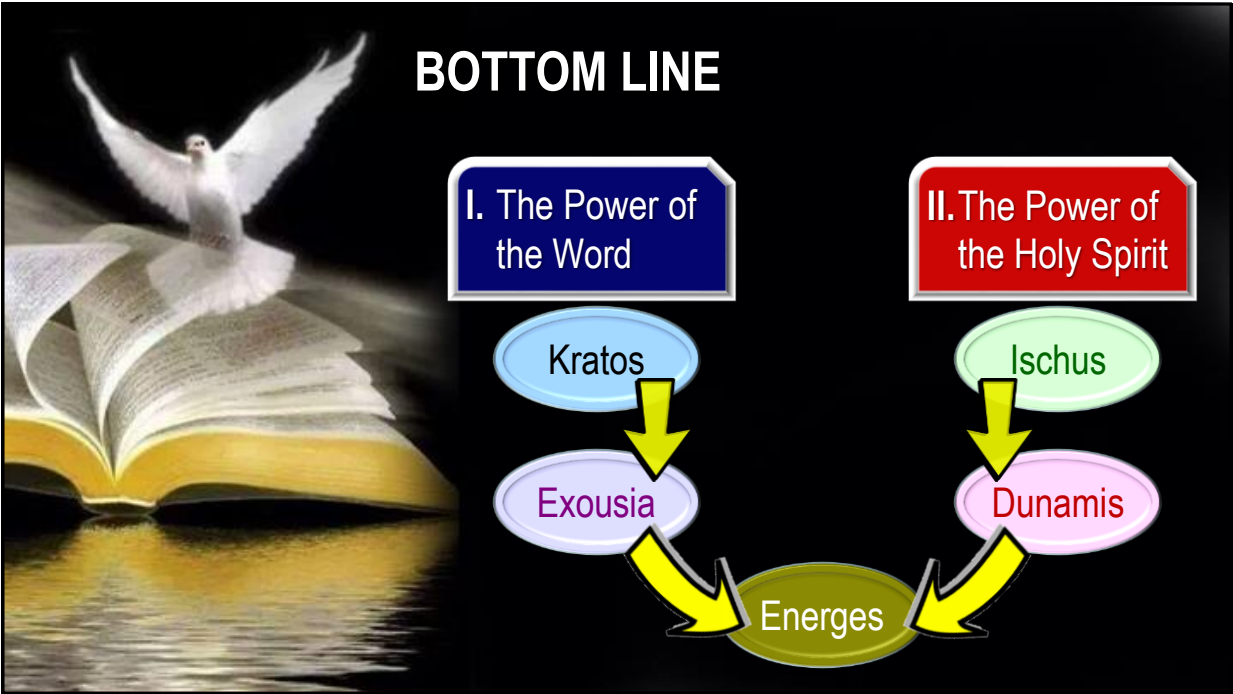 BOTTOM LINE
I. The Power of
the Word
II. The Power of
the Holy Spirit
Kratos
Ischus
Exousia
Dunamis
Energes